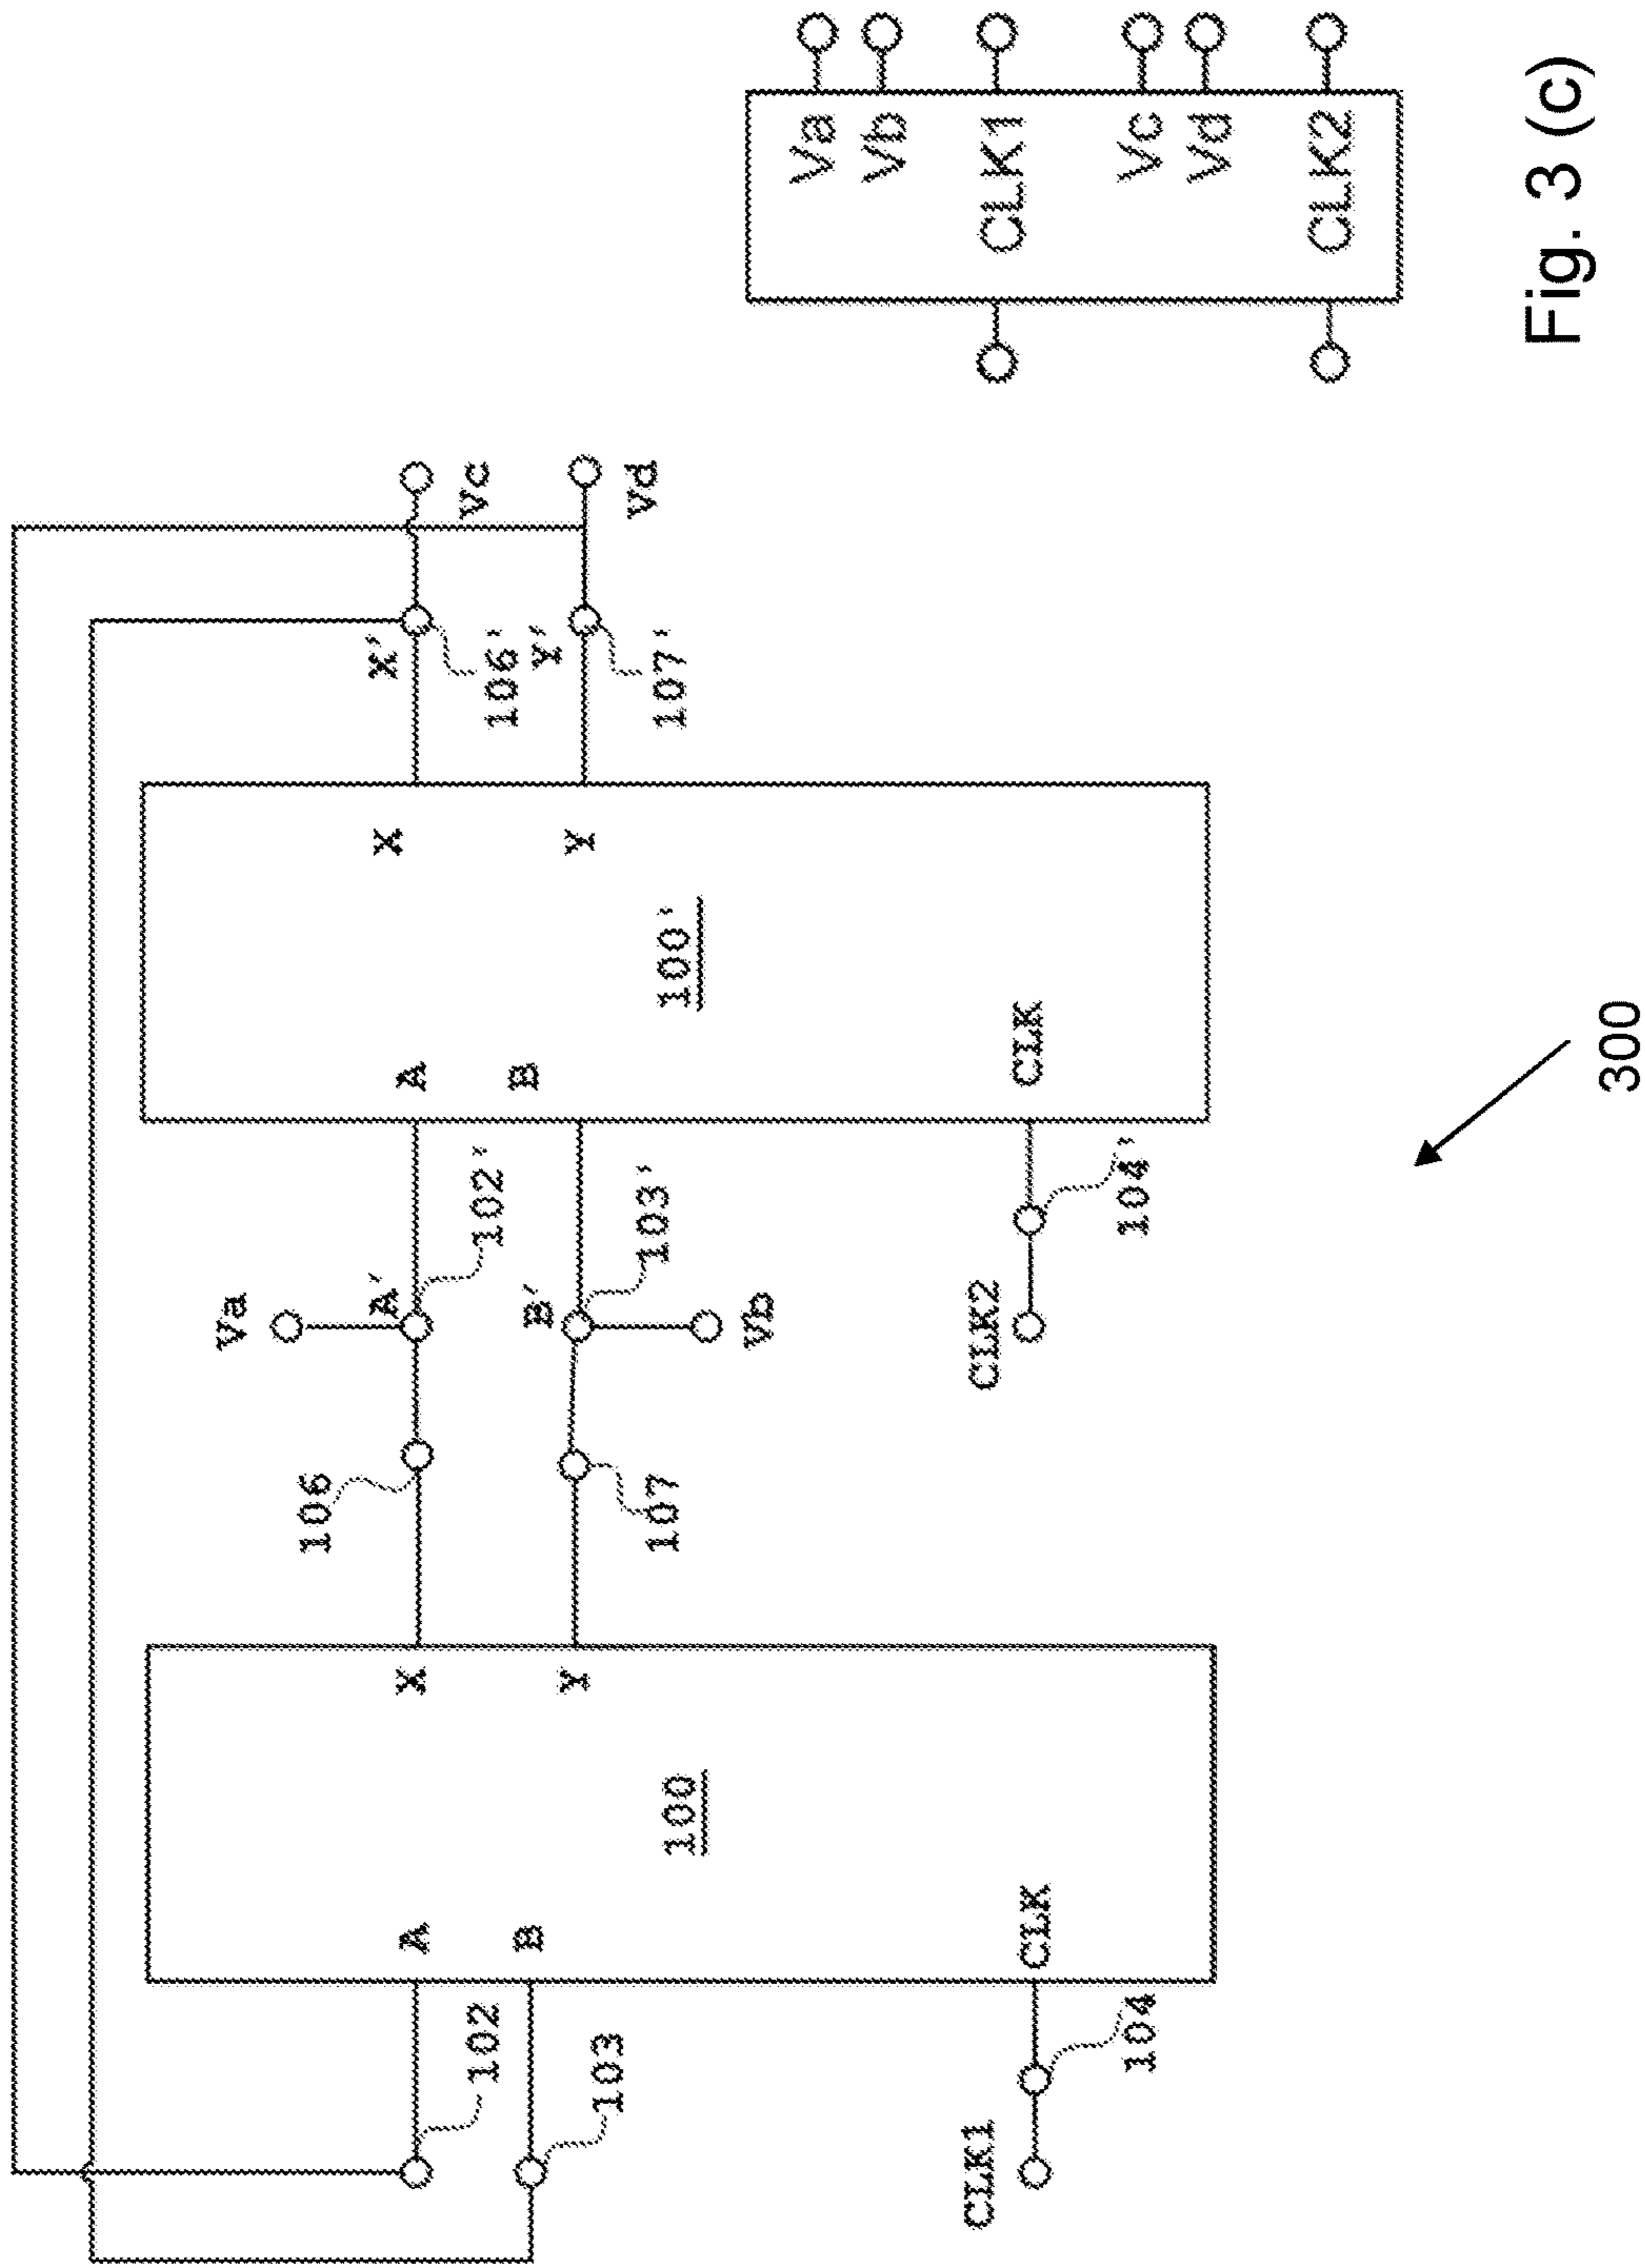 Vc
Vd
X'
106'
Y'
107'
X
Y
100'
A
B
CLK
Va
A'
102'
B'
103'
Vb
CLK2
104'
106
107
X
Y
100
A
B
CLK
102
103
CLK1
104
Va
Vb
CLK1
Vc
Vd
CLK2
300
Fig. 3 (c)